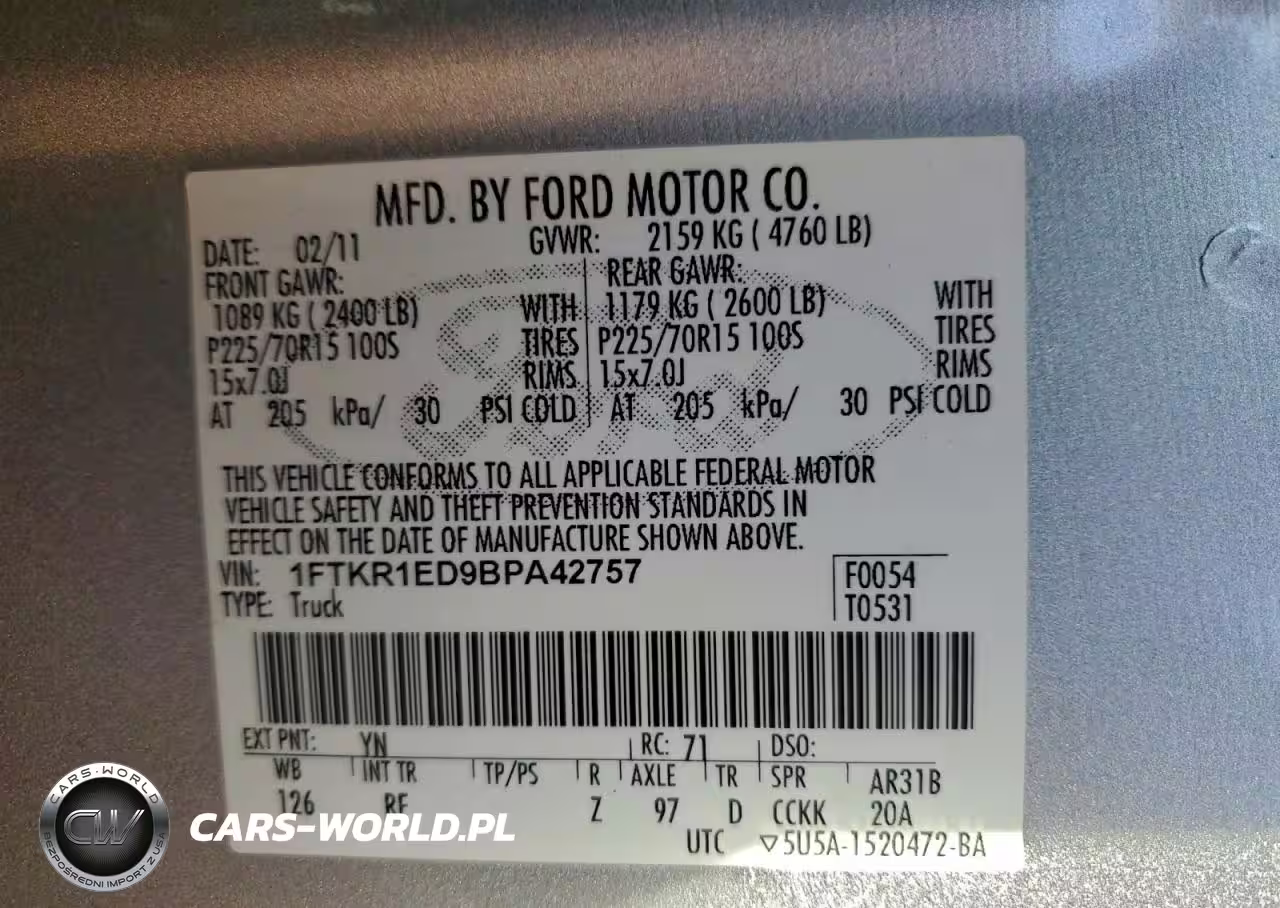 MFD. BY FORD MOTOR CO.
DATE: 02/11 GVWR: 2159 KG ( 4760 LB)
FRONT GAWR: REAR GAWR:
1089 KG ( 2400 LB) WITH 1179 KG ( 2600 LB) WITH
P225/70R15 100S TIRES P225/70R15 100S TIRES
15x7.0J RIMS 15x7.0J RIMS
AT 205 kPa/ 30 PSI COLD AT 205 kPa/ 30 PSI COLD
Ford
THIS VEHICLE CONFORMS TO ALL APPLICABLE FEDERAL MOTOR
VEHICLE SAFETY AND THEFT PREVENTION STANDARDS IN
EFFECT ON THE DATE OF MANUFACTURE SHOWN ABOVE.
VIN: 1FTKR1ED9BPA42757 F0054
TYPE: Truck T0531
EXT PNT: YN RC: 71 DSO:
WB INT TR TP/PS R AXLE TR SPR AR31B
126 RF Z 97 D CCKK 20A
UTC ▽5U5A-1520472-BA
CARS-WORLD
CW
BEZPOŚREDNI IMPORT Z USA
CARS-WORLD.PL